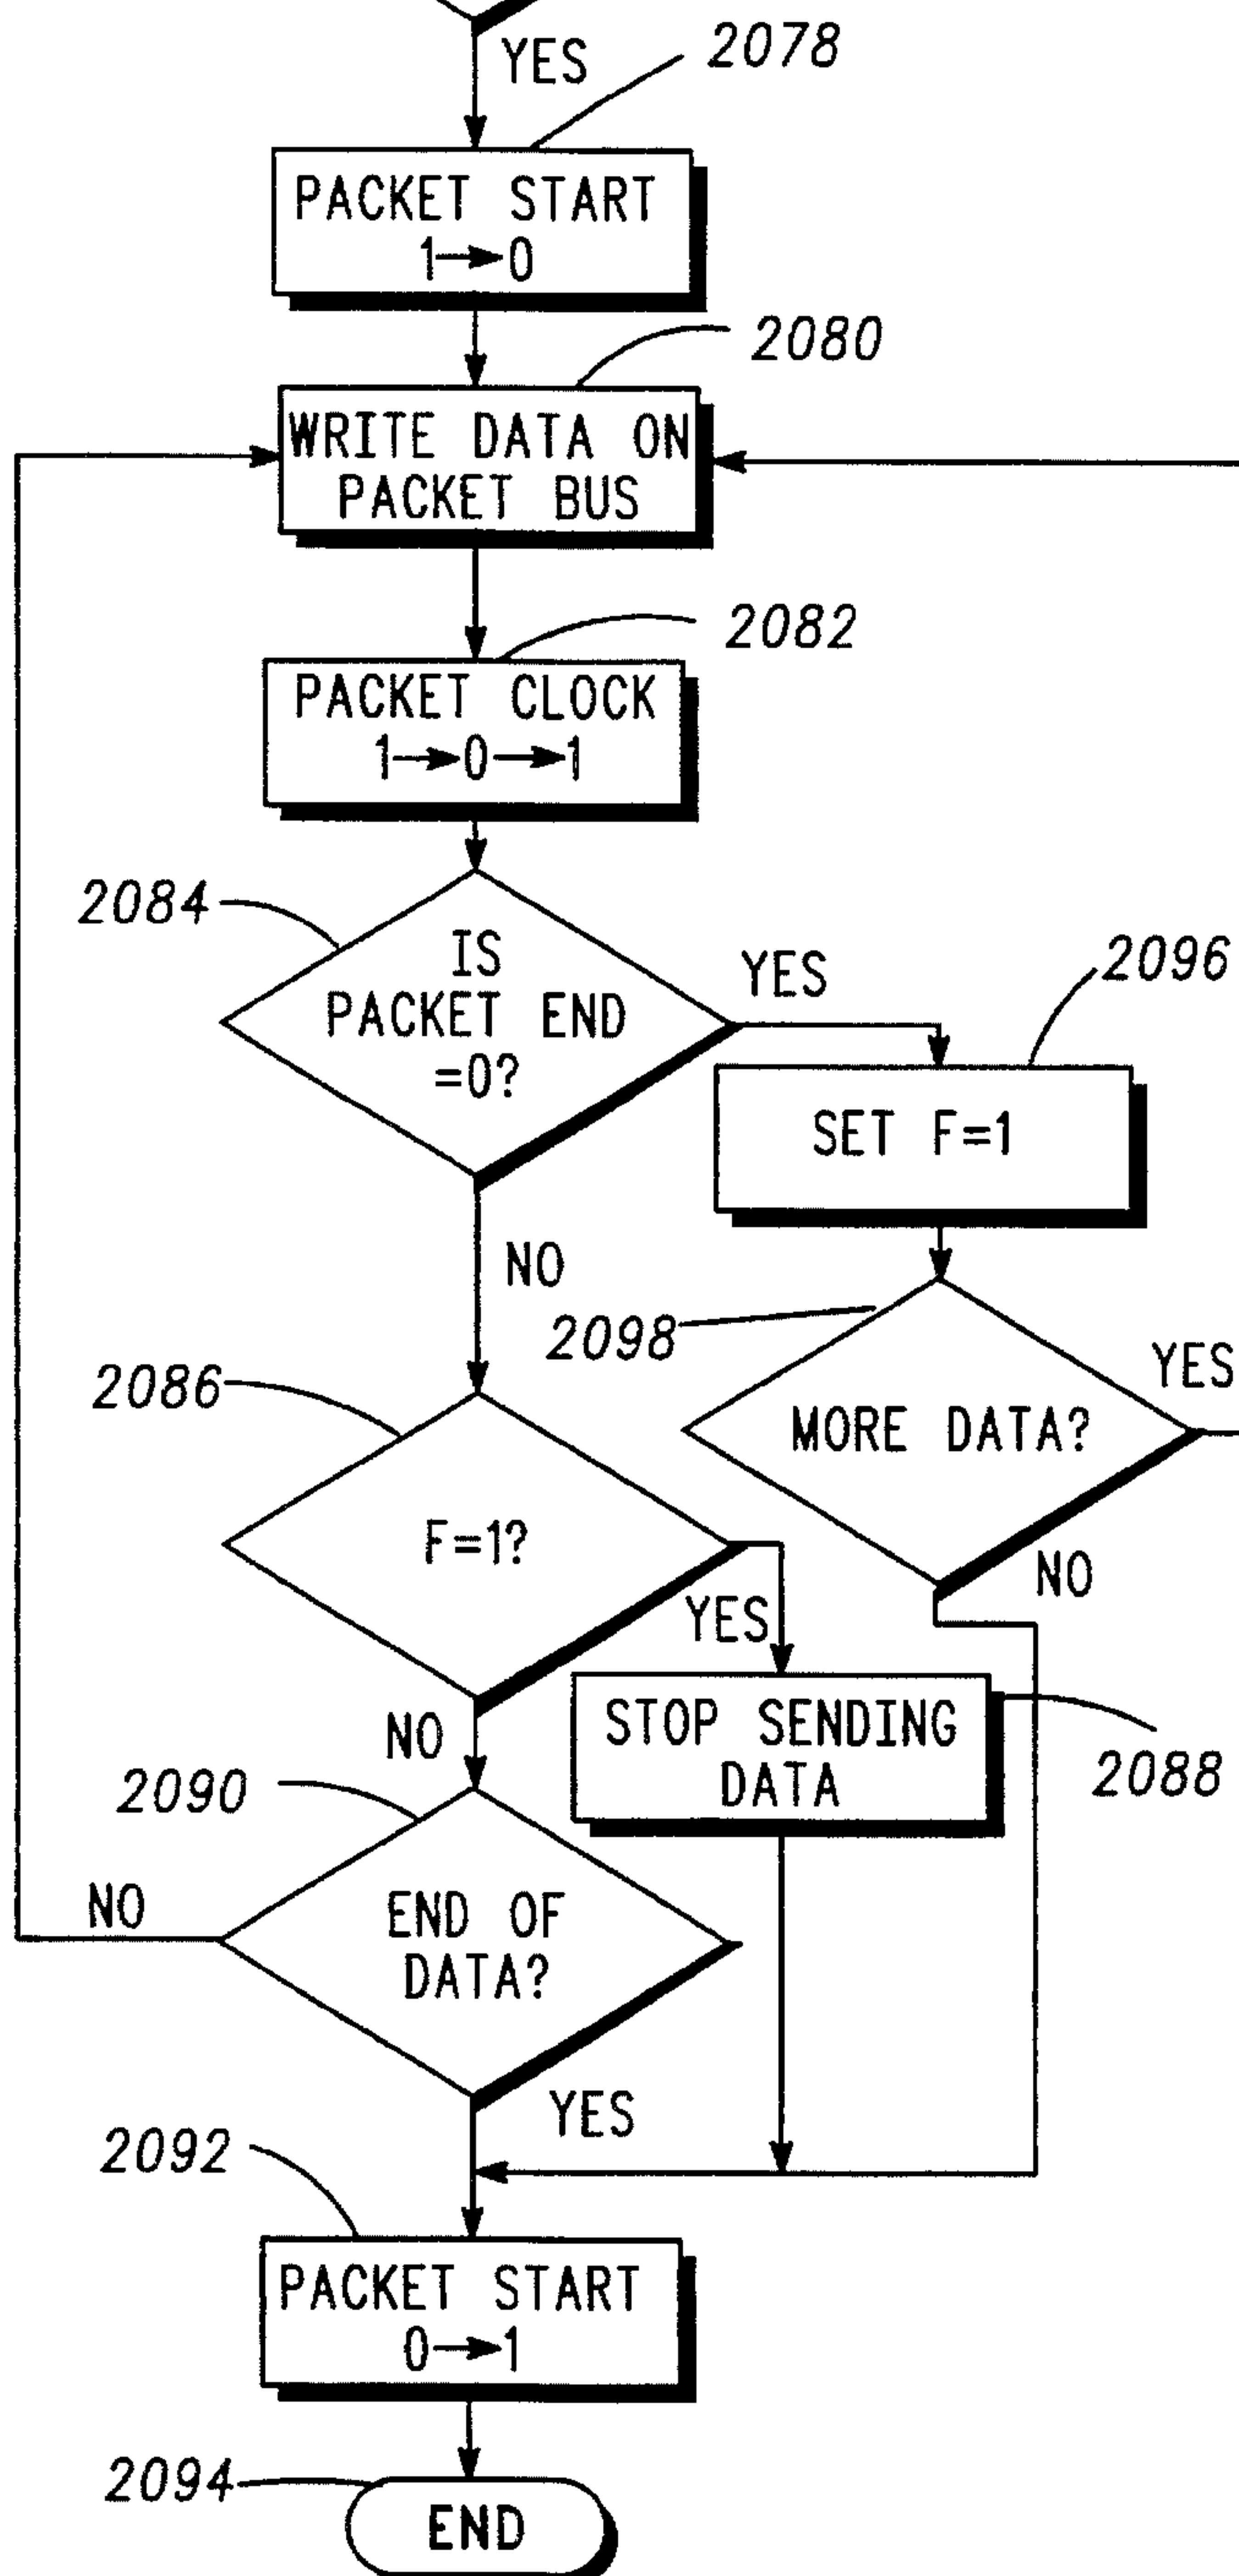 YES
2078
PACKET START
1→0
2080
WRITE DATA ON
PACKET BUS
2082
PACKET CLOCK
1→0→1
2084
IS
PACKET END
=0?
YES
2096
SET F=1
NO
2098
MORE DATA?
YES
2086
F=1?
YES
NO
NO
STOP SENDING
DATA
2088
2090
END OF
DATA?
NO
YES
2092
PACKET START
0→1
2094
END